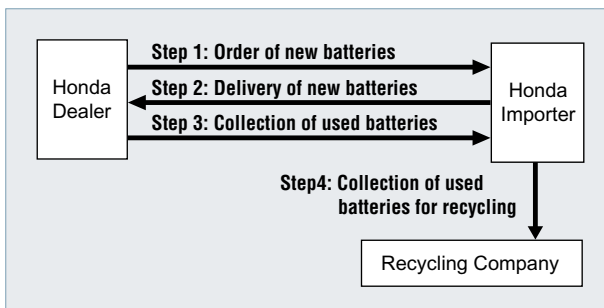 Step 1: Order of new batteries
Honda
Dealer
Step 2: Delivery of new batteries
Honda
Importer
Step 3: Collection of used batteries
Step4: Collection of used
batteries for recycling
Recycling Company